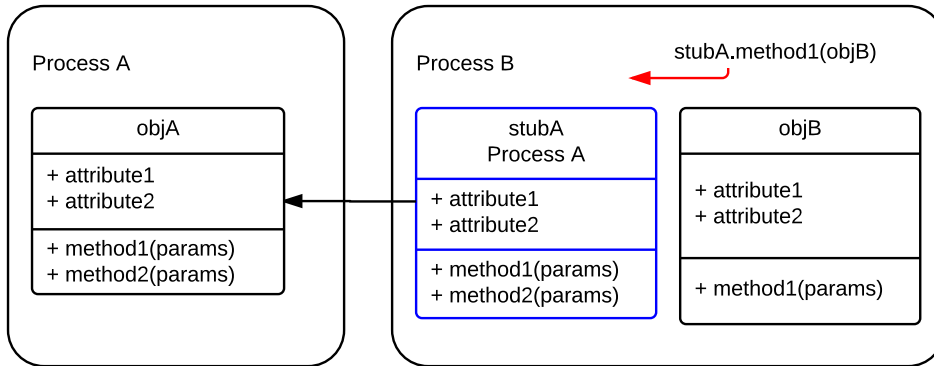 Process A
objA
+ attribute1
+ attribute2
+ method1(params)
+ method2(params)
Process B
stubA.method1(objB)
stubA
Process A
+ attribute1
+ attribute2
+ method1(params)
+ method2(params)
objB
+ attribute1
+ attribute2
+ method1(params)